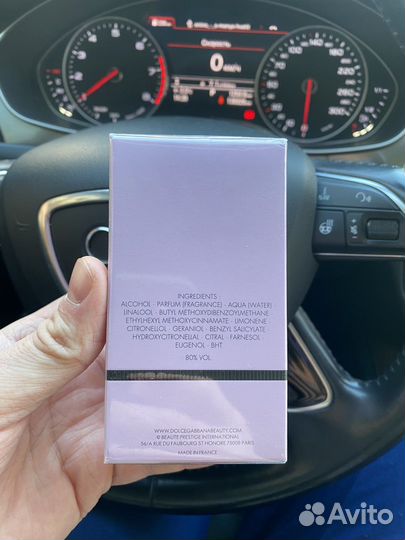 Скорость
0 км/ч
INGREDIENTS
ALCOHOL · PARFUM (FRAGRANCE) · AQUA (WATER)
LINALOOL · BUTYL METHOXYDIBENZOYLMETHANE
ETHYLHEXYL METHOXYCINNAMATE · LIMONENE
CITRONELLOL · GERANIOL · BENZYL SALICYLATE
HYDROXYCITRONELLAL · CITRAL · FARNESOL
EUGENOL · BHT
80% VOL.
WWW.DOLCEGABBANABEAUTY.COM
© BEAUTE PRESTIGE INTERNATIONAL
56/A RUE DU FAUBOURG ST HONORE 75008 PARIS
MADE IN FRANCE
Avito